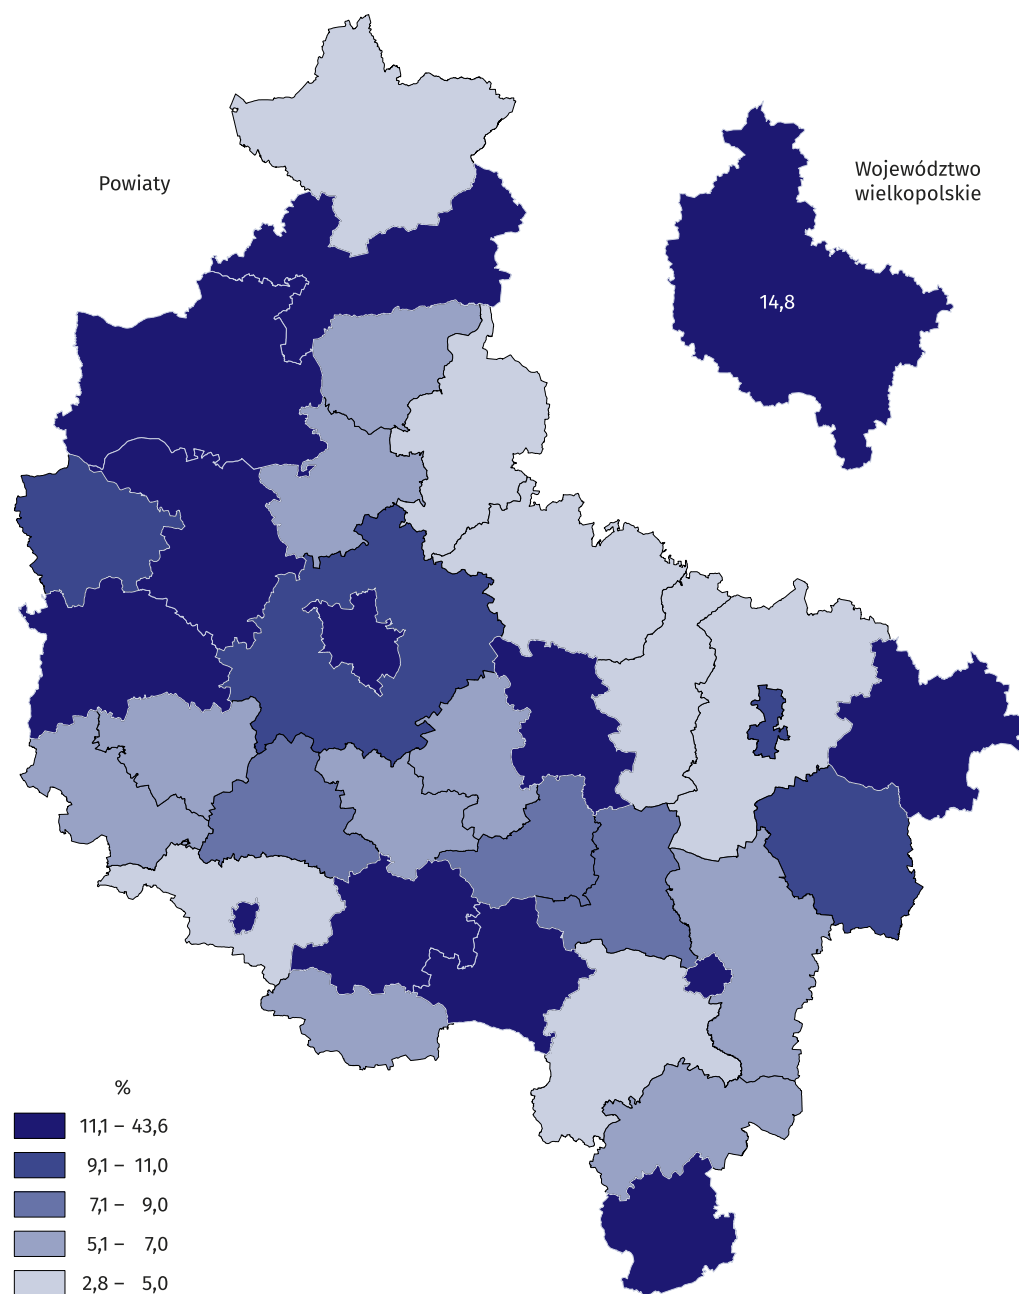 Powiaty
Województwo
wielkopolskie
14,8
%
11,1 – 43,6
9,1 – 11,0
7,1 – 9,0
5,1 – 7,0
2,8 – 5,0